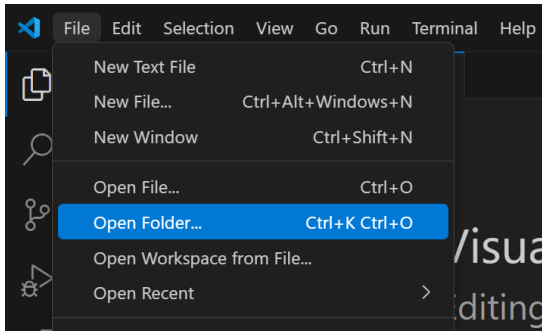 File Edit Selection View Go Run Terminal Help
New Text File Ctrl+N
New File... Ctrl+Alt+Windows+N
New Window Ctrl+Shift+N
Open File... Ctrl+O
Open Folder... Ctrl+K Ctrl+O
Open Workspace from File...
Open Recent